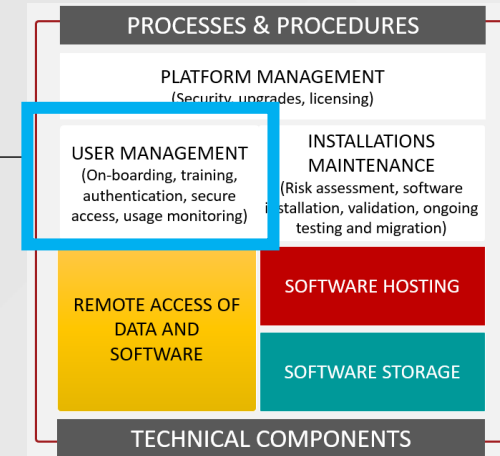 PROCESSES & PROCEDURES
PLATFORM MANAGEMENT
(Security, upgrades, licensing)
USER MANAGEMENT
(On-boarding, training,
authentication, secure
access, usage monitoring)
INSTALLATIONS
MAINTENANCE
(Risk assessment, software
installation, validation, ongoing
testing and migration)
REMOTE ACCESS OF
DATA AND
SOFTWARE
SOFTWARE HOSTING
SOFTWARE STORAGE
TECHNICAL COMPONENTS